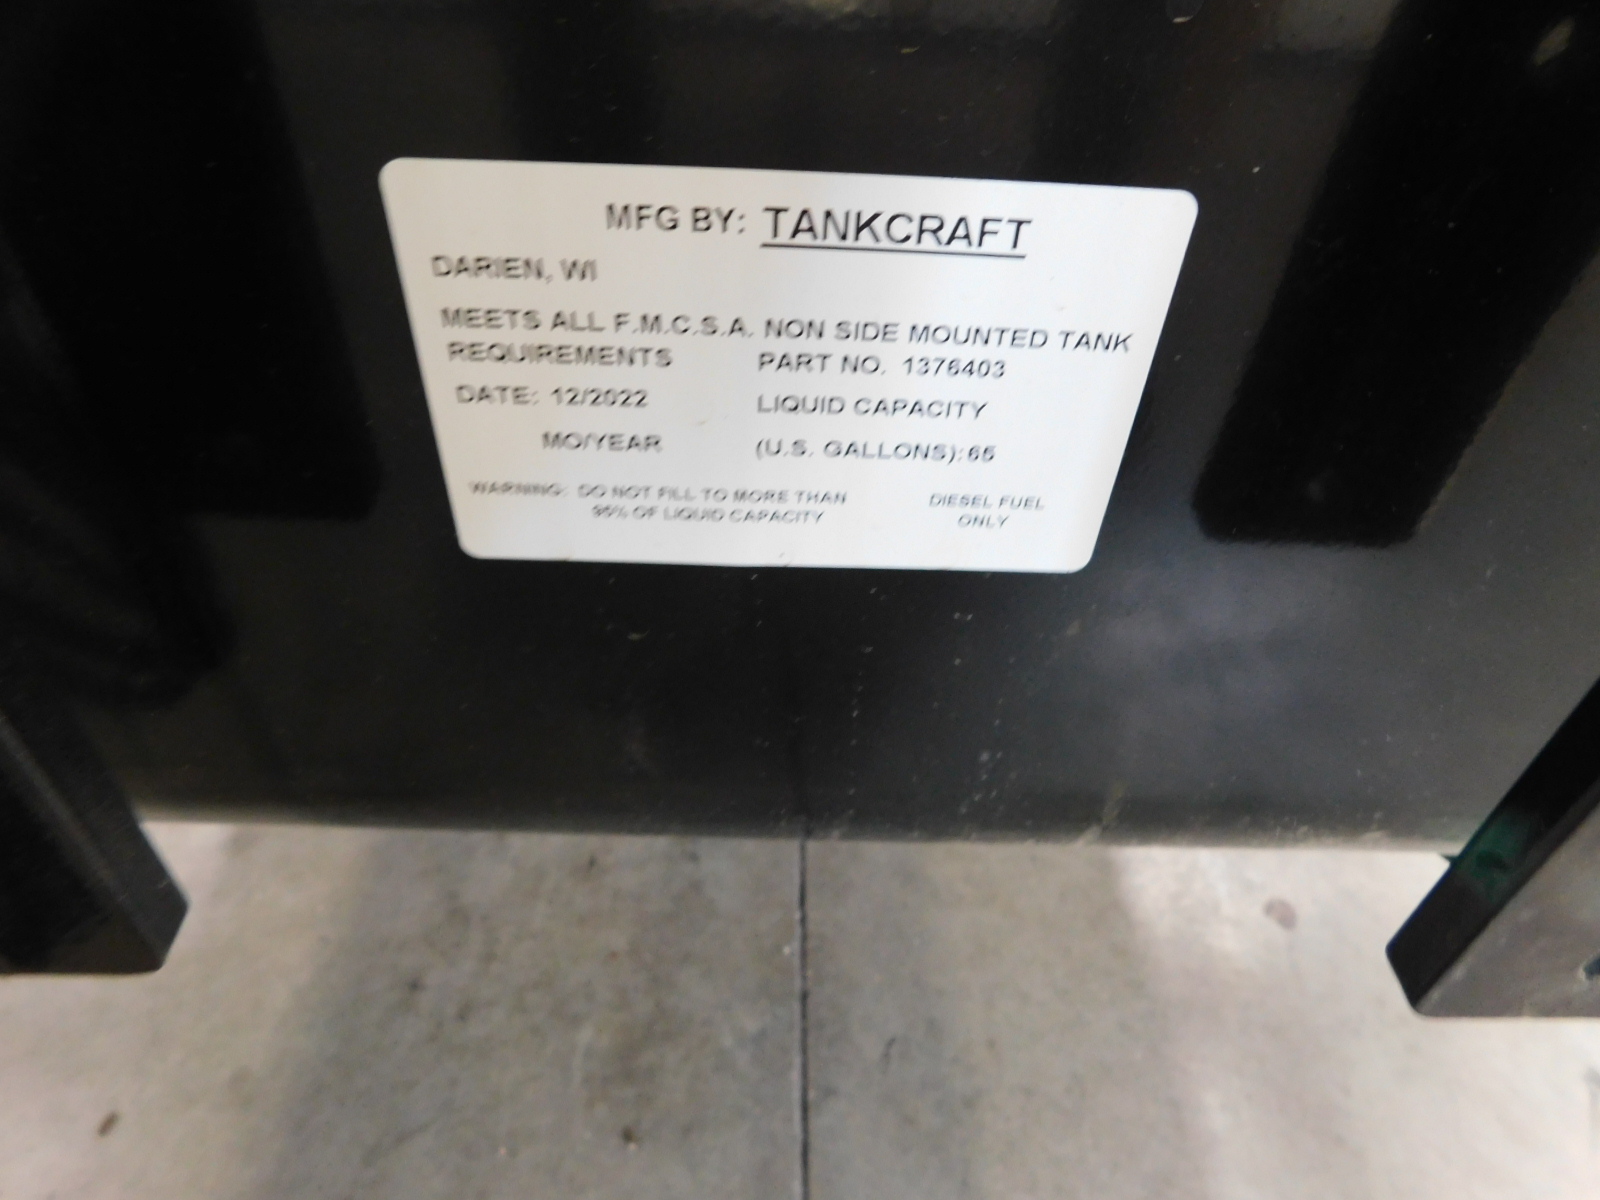 MFG BY: TANKCRAFT
DARIEN, WI
MEETS ALL F.M.C.S.A. NON SIDE MOUNTED TANK
REQUIREMENTS PART NO. 1376403
DATE: 12/2022 LIQUID CAPACITY
MO/YEAR (U.S. GALLONS): 65
WARNING: DO NOT FILL TO MORE THAN DIESEL FUEL
95% OF LIQUID CAPACITY ONLY